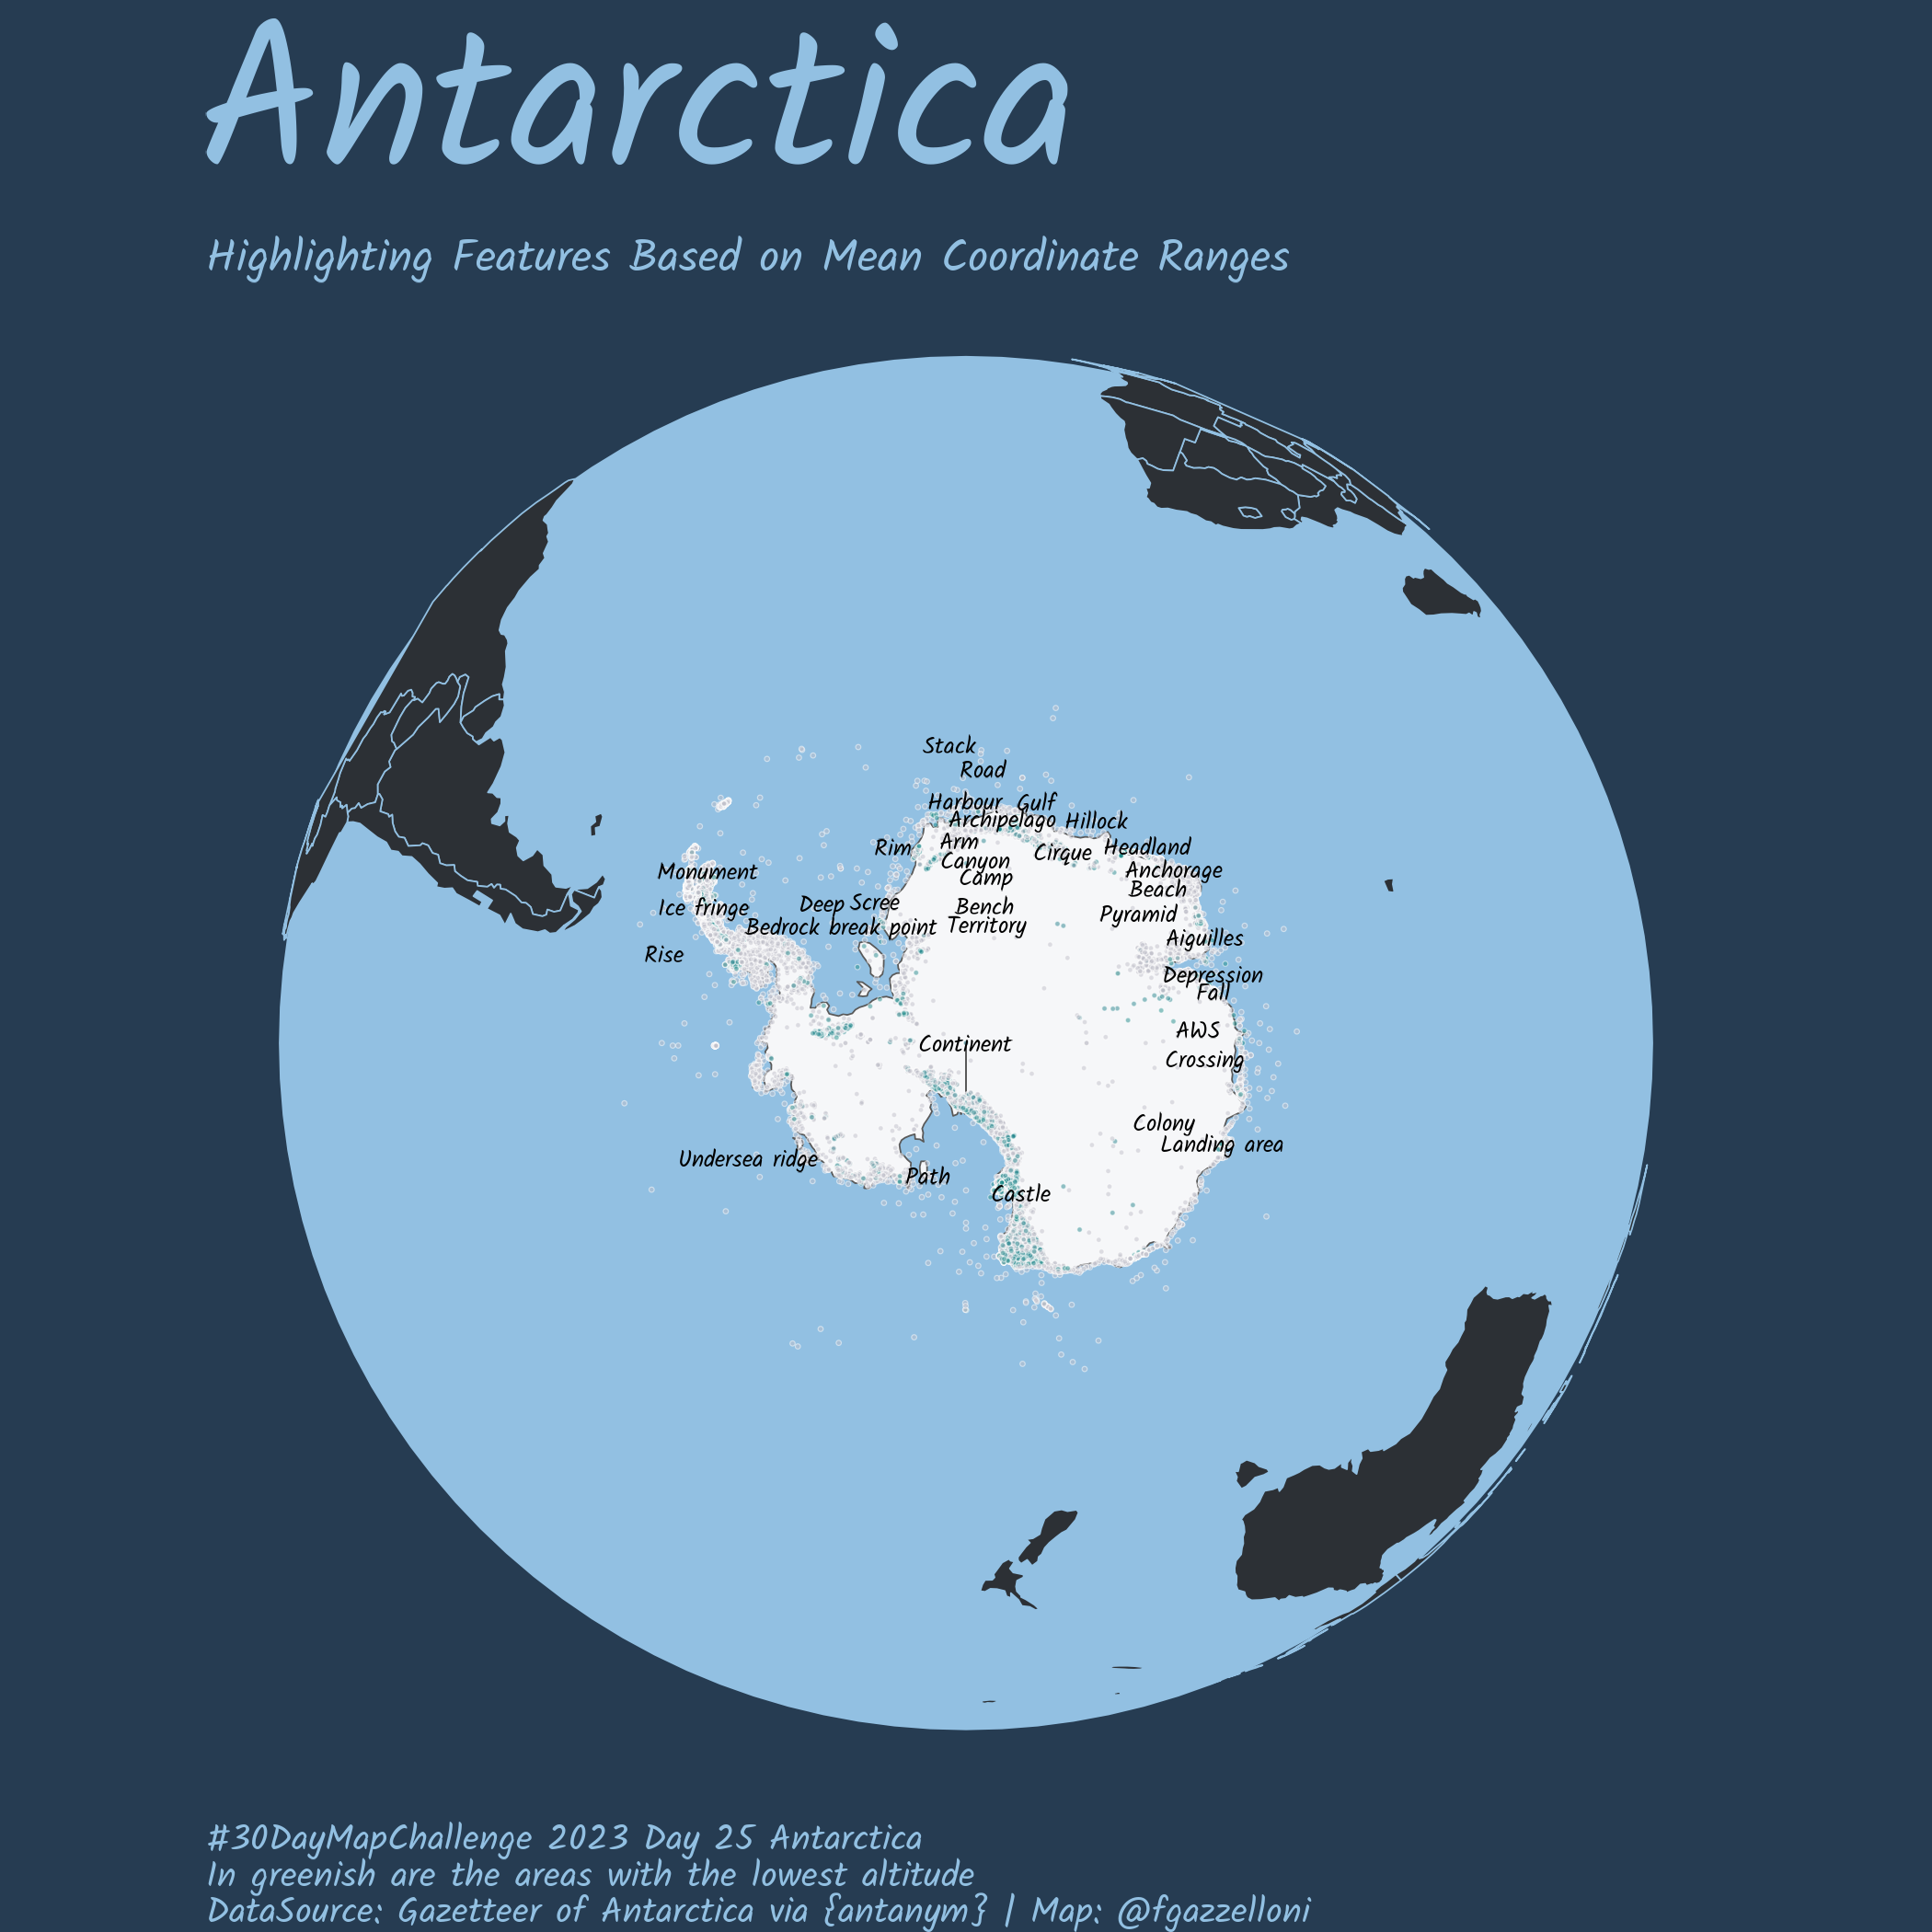 Antarctica
Highlighting Features Based on Mean Coordinate Ranges
Stack
Road
Harbour Gulf
Archipelago Hillock
Rim Arm Cirque Headland
Canyon
Monument Camp Anchorage
Beach
Ice fringe Deep Scree Bench Pyramid
Bedrock break point Territory
Aiguilles
Rise
Depression
Fall
AWS
Continent
Crossing
Colony
Landing area
Undersea ridge
Path
Castle
#30DayMapChallenge 2023 Day 25 Antarctica
In greenish are the areas with the lowest altitude
DataSource: Gazetteer of Antarctica via {antanym} | Map: @fgazzelloni